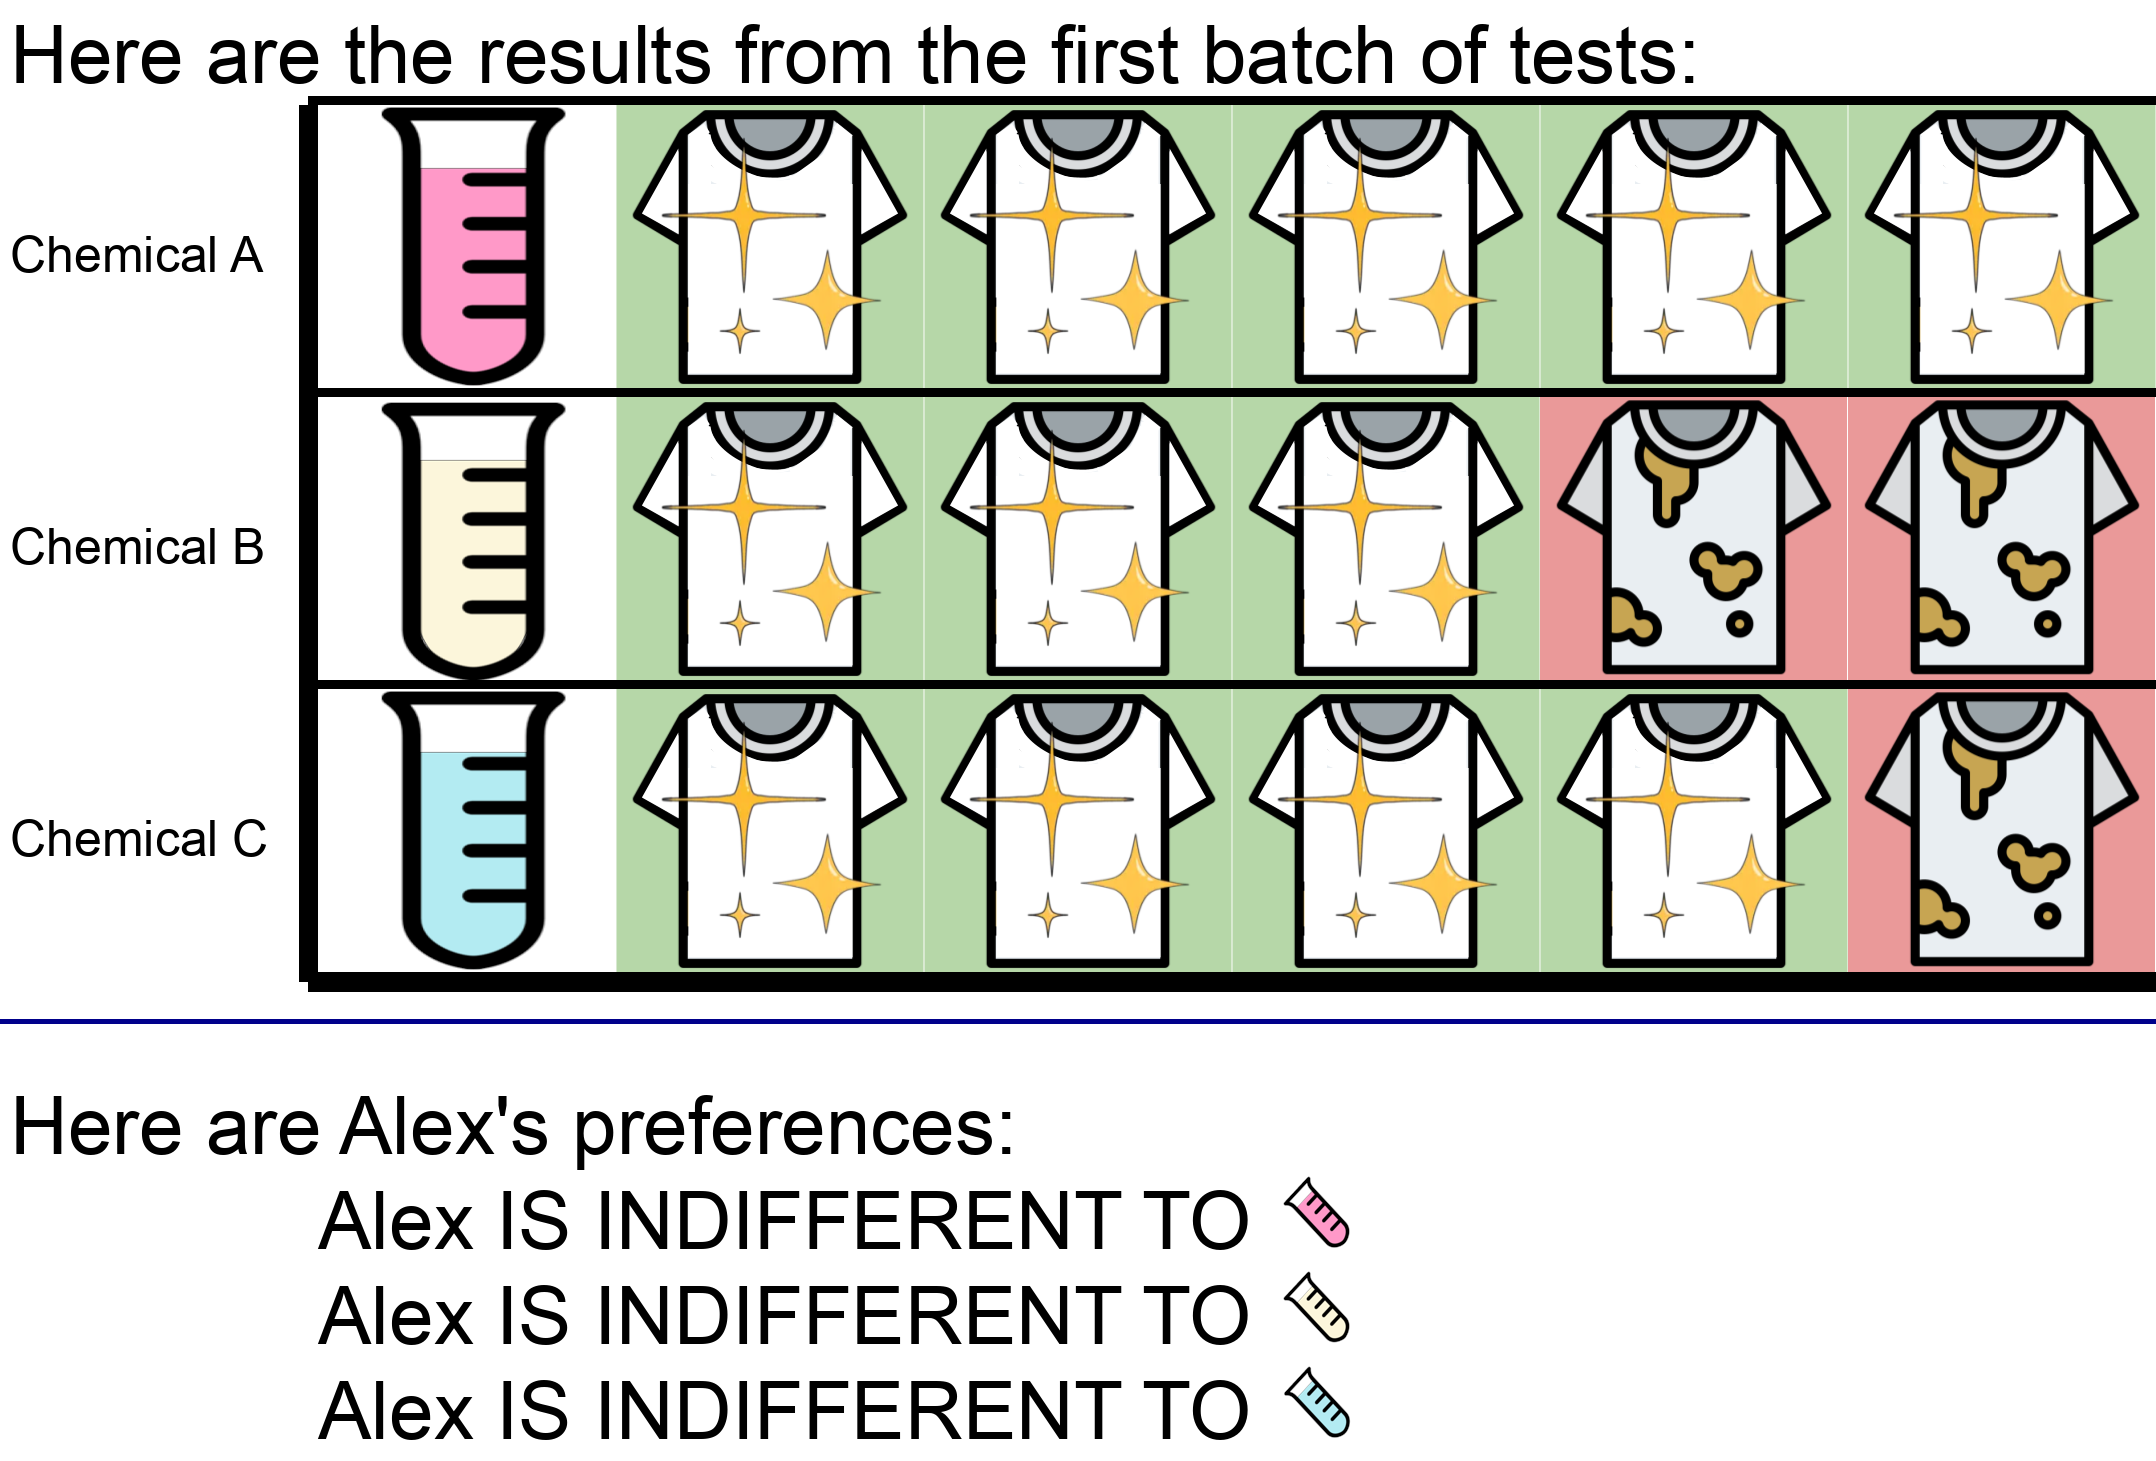 Here are the results from the first batch of tests:
Chemical A
Chemical B
Chemical C
Here are Alex's preferences:
Alex IS INDIFFERENT TO
Alex IS INDIFFERENT TO
Alex IS INDIFFERENT TO